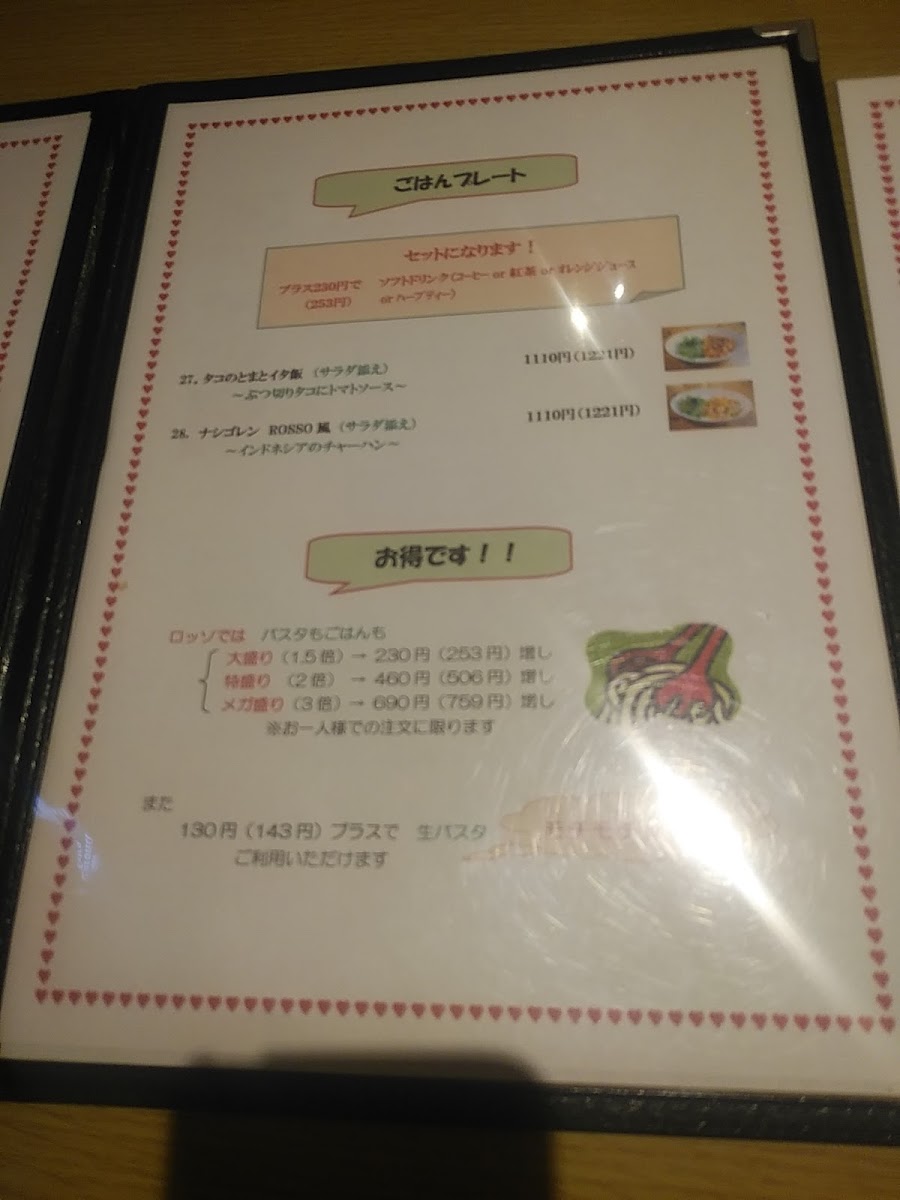 ごはんプレート
セットになります！
プラス230円で ソフトドリンク(コーヒー or 紅茶 or オレンジジュース
(253円) or ハーブティー)
27. タコのとまとイタ飯 (サラダ添え) 1110円(1221円)
～ぶつ切りタコにトマトソース～
28. ナシゴレン ROSSO風 (サラダ添え) 1110円(1221円)
～インドネシアのチャーハン～
お得です！！
ロッソでは パスタもごはんも
大盛り（1.5倍）→ 230円（253円）増し
特盛り（2倍）→ 460円（506円）増し
メガ盛り（3倍）→ 690円（759円）増し
※お一人様での注文に限ります
また
130円（143円）プラスで 生パスタ
ご利用いただけます